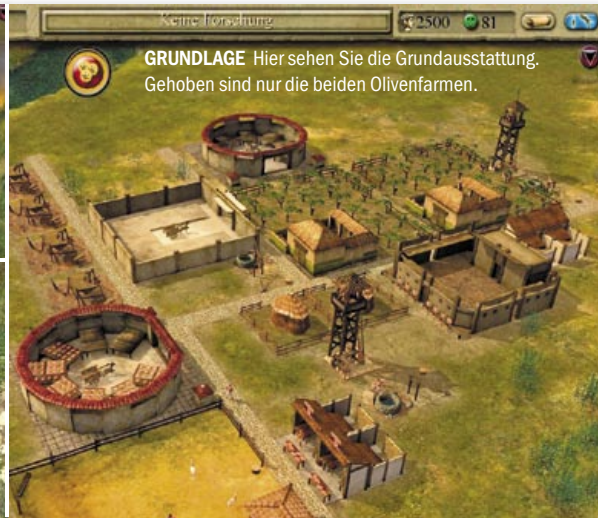 Keine Forschung
2500 81
GRUNDLAGE Hier sehen Sie die Grundausstattung.
Gehoben sind nur die beiden Olivenfarmen.